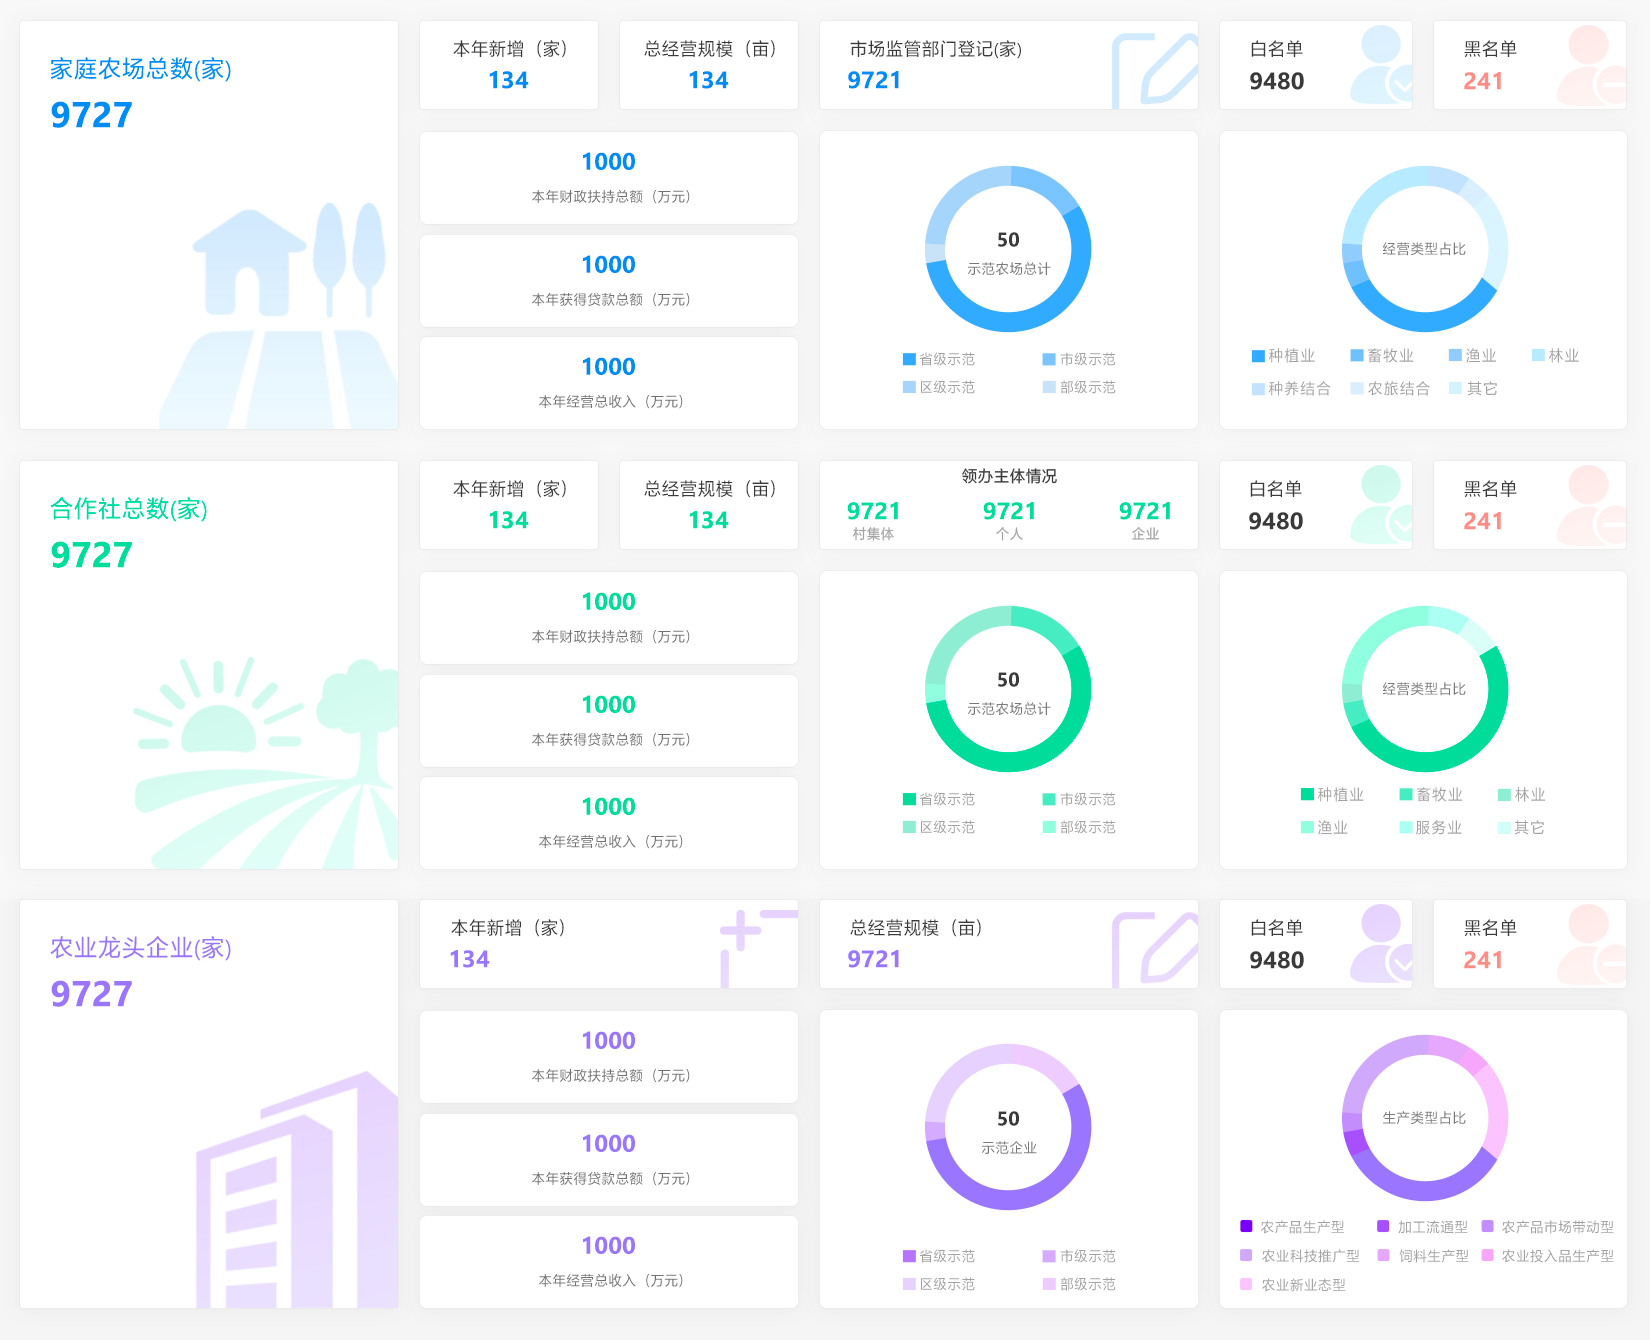 家庭农场总数(家)
9727
本年新增（家）
134
总经营规模（亩）
134
市场监管部门登记(家)
9721
白名单
9480
黑名单
241
1000
本年财政扶持总额（万元）
1000
本年获得贷款总额（万元）
1000
本年经营总收入（万元）
50
示范农场总计
省级示范
市级示范
区级示范
部级示范
经营类型占比
种植业
畜牧业
渔业
林业
种养结合
农旅结合
其它
合作社总数(家)
9727
本年新增（家）
134
总经营规模（亩）
134
领办主体情况
9721
9721
9721
村集体
个人
企业
白名单
9480
黑名单
241
1000
本年财政扶持总额（万元）
1000
本年获得贷款总额（万元）
1000
本年经营总收入（万元）
50
示范农场总计
省级示范
市级示范
区级示范
部级示范
经营类型占比
种植业
畜牧业
林业
渔业
服务业
其它
农业龙头企业(家)
9727
本年新增（家）
134
总经营规模（亩）
9721
白名单
9480
黑名单
241
1000
本年财政扶持总额（万元）
1000
本年获得贷款总额（万元）
1000
本年经营总收入（万元）
50
示范企业
省级示范
市级示范
区级示范
部级示范
生产类型占比
农产品生产型
加工流通型
农产品市场带动型
农业科技推广型
饲料生产型
农业投入品生产型
农业新业态型